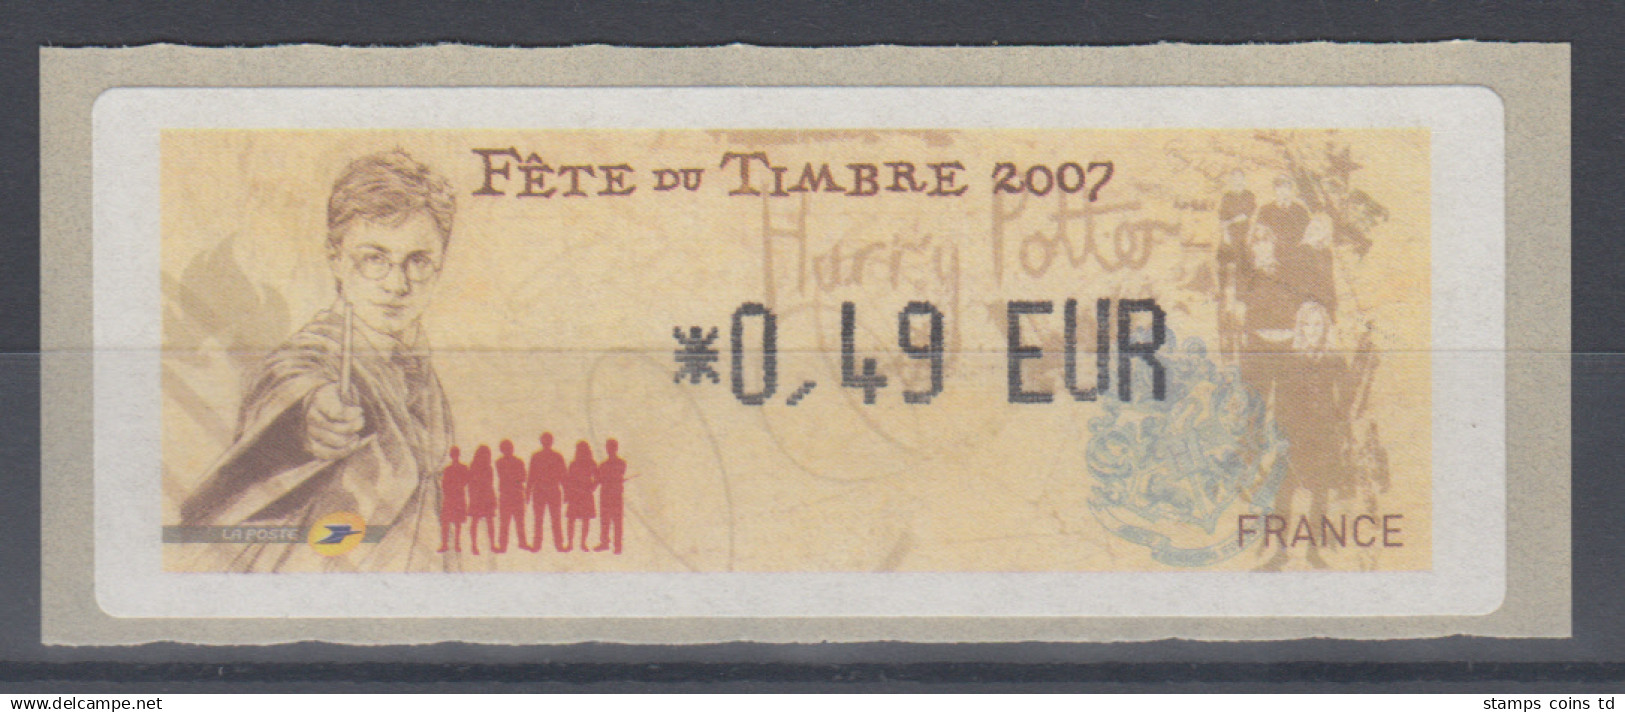 FÊTE DU TIMBRE 2007
Harry Potter
*0,49 EUR
LA POSTE
FRANCE
www.delcampe.net
stamps coins td